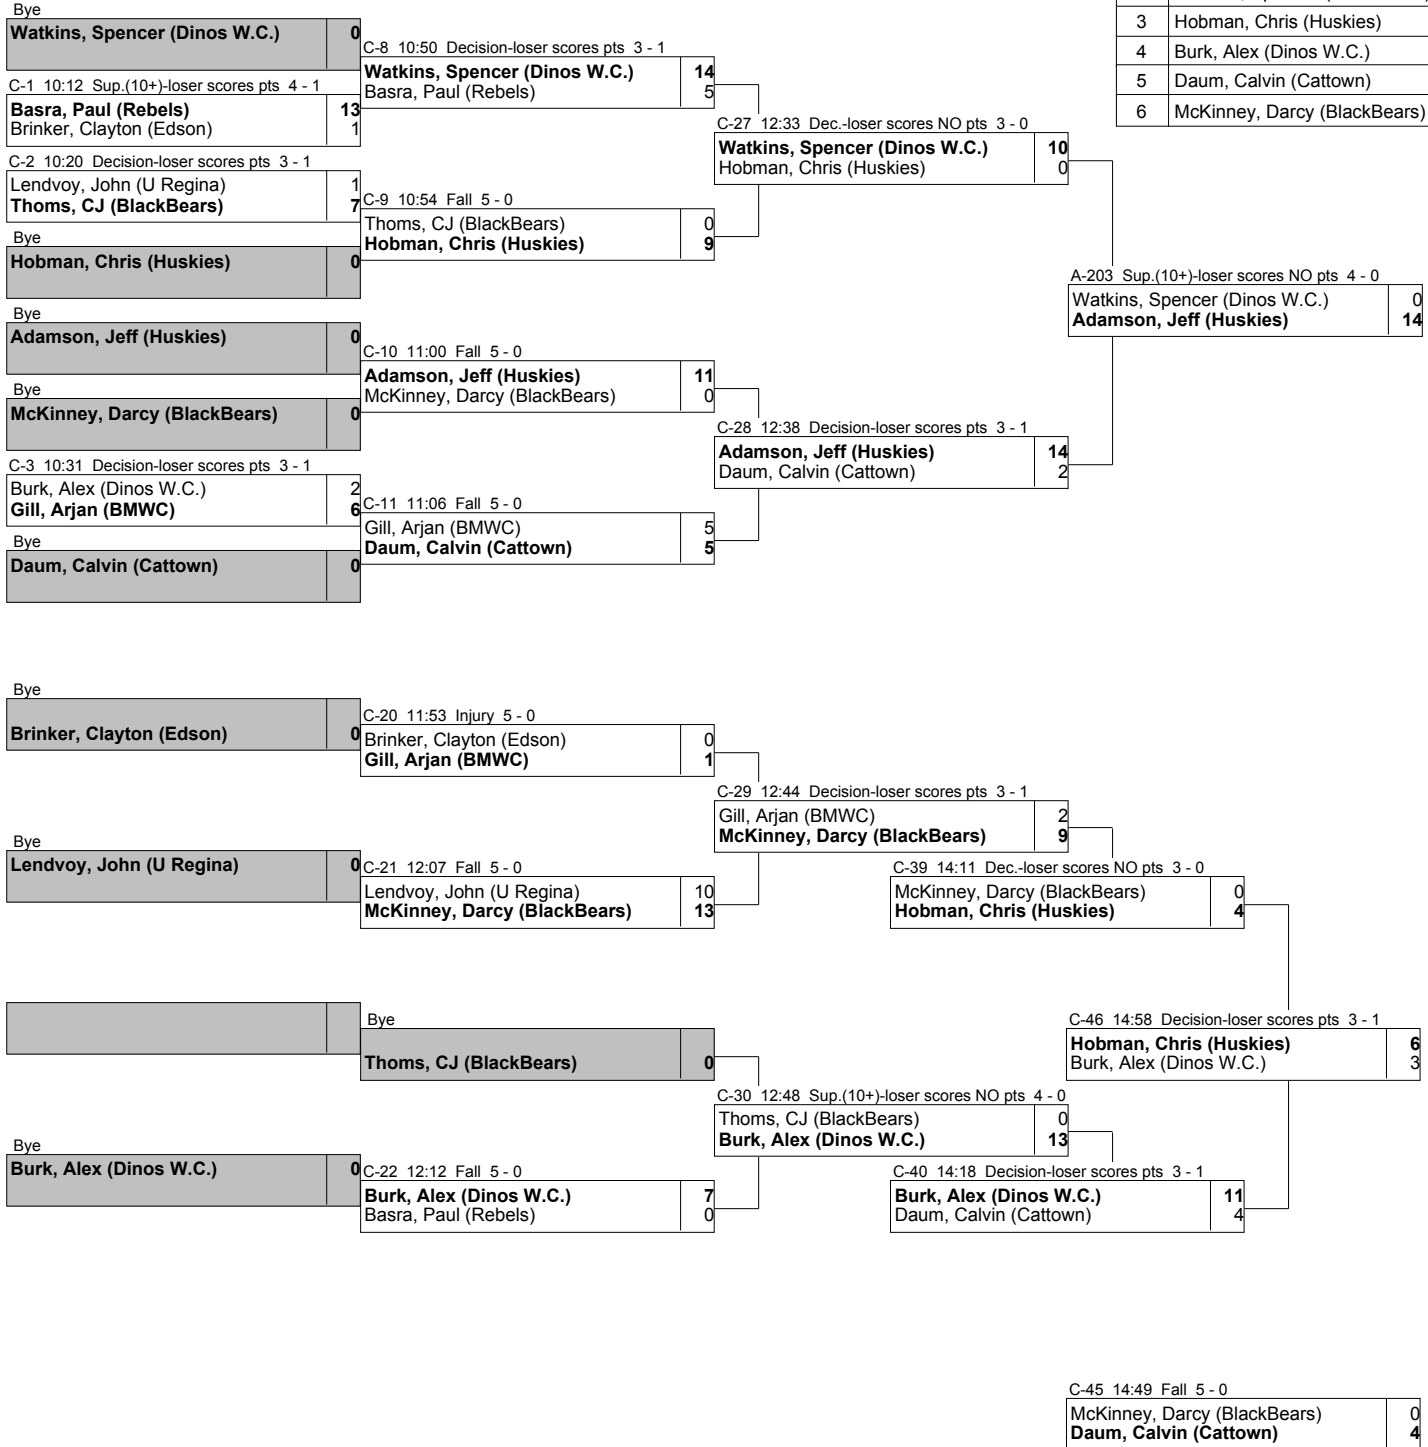 Bye
Watkins, Spencer (Dinos W.C.) 0
C-1 10:12 Sup.(10+)-loser scores pts 4 - 1
Basra, Paul (Rebels) 13
Brinker, Clayton (Edson) 1
C-2 10:20 Decision-loser scores pts 3 - 1
Lendvoy, John (U Regina) 1
Thoms, CJ (BlackBears) 7
Bye
Hobman, Chris (Huskies) 0
Bye
Adamson, Jeff (Huskies) 0
Bye
McKinney, Darcy (BlackBears) 0
C-3 10:31 Decision-loser scores pts 3 - 1
Burk, Alex (Dinos W.C.) 2
Gill, Arjan (BMWC) 6
Bye
Daum, Calvin (Cattown) 0
C-8 10:50 Decision-loser scores pts 3 - 1
Watkins, Spencer (Dinos W.C.) 14
Basra, Paul (Rebels) 5
C-9 10:54 Fall 5 - 0
Thoms, CJ (BlackBears) 0
Hobman, Chris (Huskies) 9
C-10 11:00 Fall 5 - 0
Adamson, Jeff (Huskies) 11
McKinney, Darcy (BlackBears) 0
C-11 11:06 Fall 5 - 0
Gill, Arjan (BMWC) 5
Daum, Calvin (Cattown) 5
C-27 12:33 Dec.-loser scores NO pts 3 - 0
Watkins, Spencer (Dinos W.C.) 10
Hobman, Chris (Huskies) 0
C-28 12:38 Decision-loser scores pts 3 - 1
Adamson, Jeff (Huskies) 14
Daum, Calvin (Cattown) 2
3 Hobman, Chris (Huskies)
4 Burk, Alex (Dinos W.C.)
5 Daum, Calvin (Cattown)
6 McKinney, Darcy (BlackBears)
A-203 Sup.(10+)-loser scores NO pts 4 - 0
Watkins, Spencer (Dinos W.C.) 0
Adamson, Jeff (Huskies) 14
Bye
Brinker, Clayton (Edson) 0
Bye
Lendvoy, John (U Regina) 0
Bye
Burk, Alex (Dinos W.C.) 0
C-20 11:53 Injury 5 - 0
Brinker, Clayton (Edson) 0
Gill, Arjan (BMWC) 1
C-21 12:07 Fall 5 - 0
Lendvoy, John (U Regina) 10
McKinney, Darcy (BlackBears) 13
Bye
Thoms, CJ (BlackBears) 0
C-22 12:12 Fall 5 - 0
Burk, Alex (Dinos W.C.) 7
Basra, Paul (Rebels) 0
C-29 12:44 Decision-loser scores pts 3 - 1
Gill, Arjan (BMWC) 2
McKinney, Darcy (BlackBears) 9
C-30 12:48 Sup.(10+)-loser scores NO pts 4 - 0
Thoms, CJ (BlackBears) 0
Burk, Alex (Dinos W.C.) 13
C-39 14:11 Dec.-loser scores NO pts 3 - 0
McKinney, Darcy (BlackBears) 0
Hobman, Chris (Huskies) 4
C-40 14:18 Decision-loser scores pts 3 - 1
Burk, Alex (Dinos W.C.) 11
Daum, Calvin (Cattown) 4
C-46 14:58 Decision-loser scores pts 3 - 1
Hobman, Chris (Huskies) 6
Burk, Alex (Dinos W.C.) 3
C-45 14:49 Fall 5 - 0
McKinney, Darcy (BlackBears) 0
Daum, Calvin (Cattown) 4